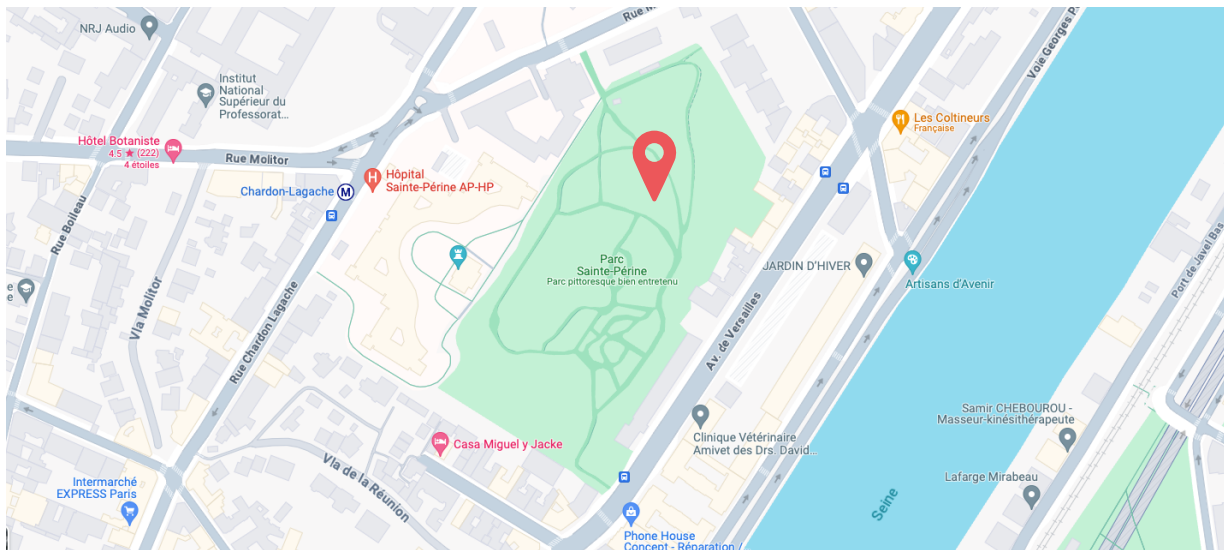 NRJ Audio
Institut
National
Supérieur du
Professorat...
Hôtel Botaniste
4.5 ★ (222)
4 étoiles
Rue Molitor
Chardon-Lagache
M
H
Hôpital
Sainte-Périne AP-HP
Rue Boileau
Vla Molitor
Rue Chardon Lagache
Parc
Sainte-Périne
Parc pittoresque bien entretenu
Les Coltineurs
Française
Voie Georges P
JARDIN D'HIVER
Artisans d'Avenir
Port de Javel Bas
Av. de Versailles
Casa Miguel y Jacke
Vla de la Réunion
Intermarché
EXPRESS Paris
Clinique Vétérinaire
Amivet des Drs David...
Samir CHEBOUROU -
Masseur-kinésithérapeute
Lafarge Mirabeau
Seine
Phone House
Concept - Réparation /